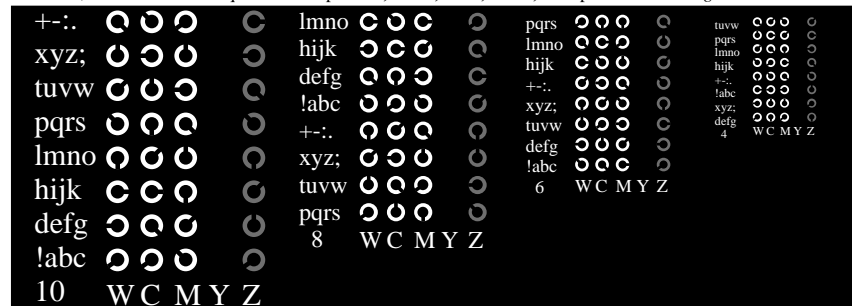 +-:.
xyz;
tuvw
pqrs
lmno
hijk
defg
!abc
10 W C M Y Z
lmno
hijk
defg
!abc
+-:.
xyz;
tuvw
pqrs
8 W C M Y Z
pqrs
lmno
hijk
+-:.
xyz;
tuvw
defg
!abc
6 W C M Y Z
tuvw
pqrs
lmno
hijk
+-:.
!abc
xyz;
defg
4 W C M Y Z